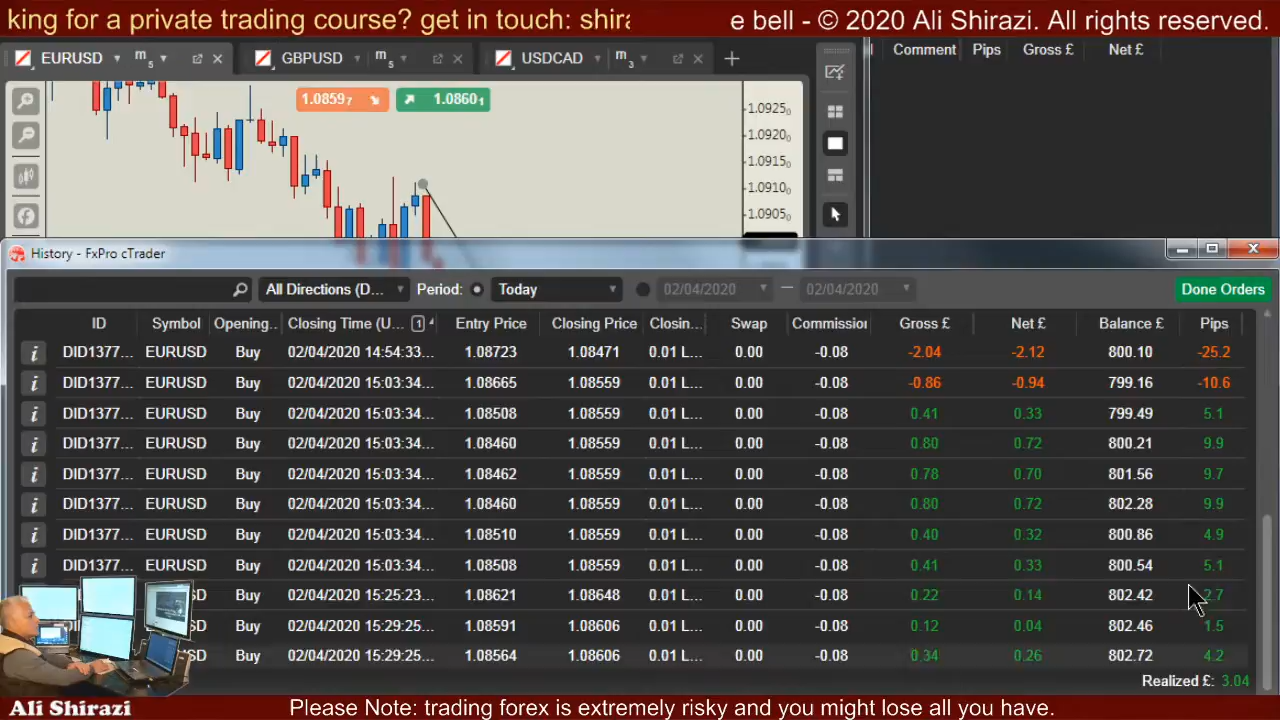 king for a private trading course? get in touch: shira e bell - © 2020 Ali Shirazi. All rights reserved.
EURUSD m5 GBPUSD m5 USDCAD m3 Comment Pips Gross £ Net £
1.08597 1.08601
1.09250
1.09200
1.09150
1.09100
1.09050
History - FxPro cTrader
All Directions (D... Period: Today 02/04/2020 — 02/04/2020 Done Orders
ID Symbol Opening.. Closing Time (U... 1 Entry Price Closing Price Closin... Swap Commission Gross £ Net £ Balance £ Pips
i DID1377... EURUSD Buy 02/04/2020 14:54:33... 1.08723 1.08471 0.01 L... 0.00 -0.08 -2.04 -2.12 800.10 -25.2
i DID1377... EURUSD Buy 02/04/2020 15:03:34... 1.08665 1.08559 0.01 L... 0.00 -0.08 -0.86 -0.94 799.16 -10.6
i DID1377... EURUSD Buy 02/04/2020 15:03:34... 1.08508 1.08559 0.01 L... 0.00 -0.08 0.41 0.33 799.49 5.1
i DID1377... EURUSD Buy 02/04/2020 15:03:34... 1.08460 1.08559 0.01 L... 0.00 -0.08 0.80 0.72 800.21 9.9
i DID1377... EURUSD Buy 02/04/2020 15:03:34... 1.08462 1.08559 0.01 L... 0.00 -0.08 0.78 0.70 801.56 9.7
i DID1377... EURUSD Buy 02/04/2020 15:03:34... 1.08460 1.08559 0.01 L... 0.00 -0.08 0.80 0.72 802.28 9.9
i DID1377... EURUSD Buy 02/04/2020 15:03:34... 1.08510 1.08559 0.01 L... 0.00 -0.08 0.40 0.32 800.86 4.9
i DID1377... EURUSD Buy 02/04/2020 15:03:34... 1.08508 1.08559 0.01 L... 0.00 -0.08 0.41 0.33 800.54 5.1
SD Buy 02/04/2020 15:25:23... 1.08621 1.08648 0.01 L... 0.00 -0.08 0.22 0.14 802.42 2.7
SD Buy 02/04/2020 15:29:25... 1.08591 1.08606 0.01 L... 0.00 -0.08 0.12 0.04 802.46 1.5
SD Buy 02/04/2020 15:29:25... 1.08564 1.08606 0.01 L... 0.00 -0.08 0.34 0.26 802.72 4.2
Realized £: 3.04
Ali Shirazi Please Note: trading forex is extremely risky and you might lose all you have.